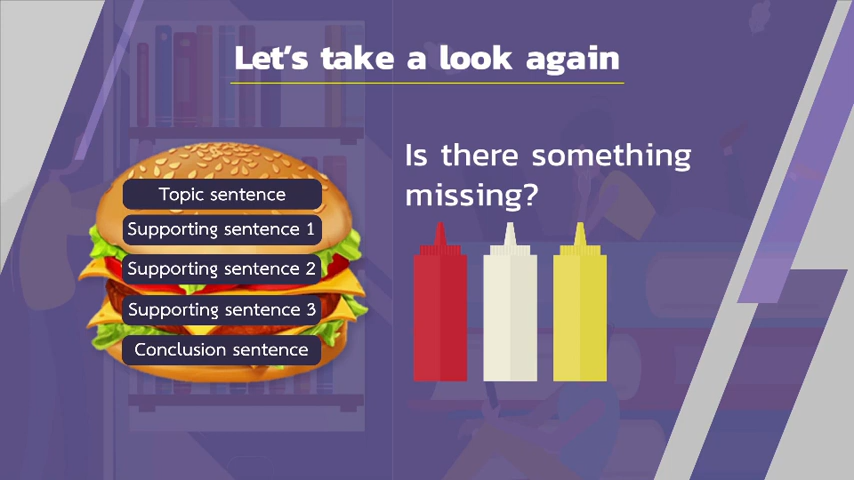 Let's take a look again
Topic sentence
Supporting sentence 1
Supporting sentence 2
Supporting sentence 3
Conclusion sentence
Is there something
missing?